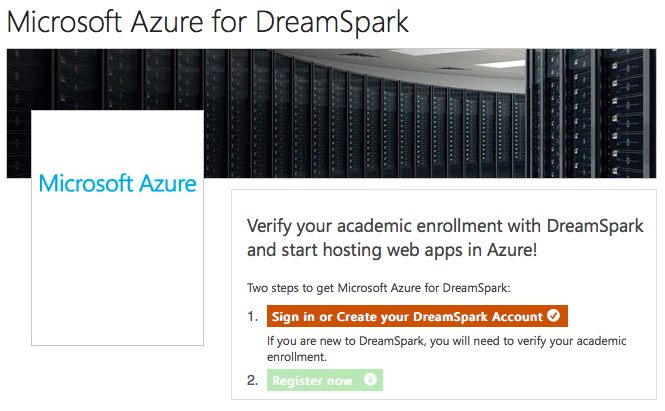 Microsoft Azure for DreamSpark
Microsoft Azure
Verify your academic enrollment with DreamSpark
and start hosting web apps in Azure!
Two steps to get Microsoft Azure for DreamSpark:
1. Sign in or Create your DreamSpark Account
If you are new to DreamSpark, you will need to verify your academic
enrollment.
2. Register now